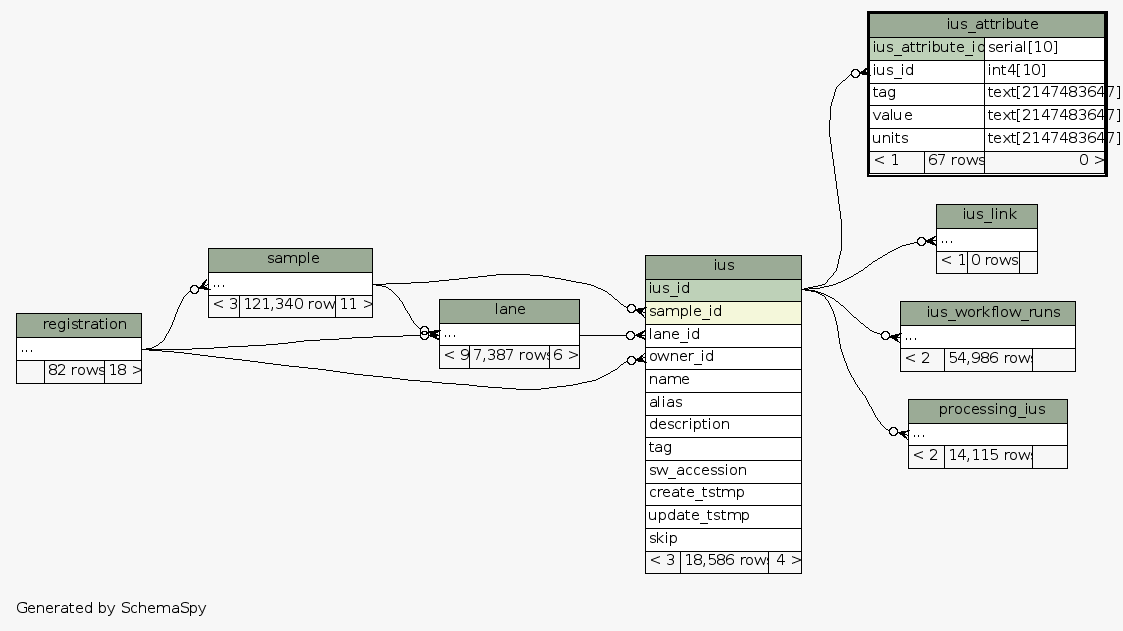 ius_attribute
ius_attribute_id serial[10]
ius_id int4[10]
tag text[2147483647]
value text[2147483647]
units text[2147483647]
< 1 67 rows 0 >
ius_link
...
< 1 0 rows
sample
...
< 3 121,340 row 11 >
ius
ius_id
sample_id
lane_id
owner_id
name
alias
description
tag
sw_accession
create_tstmp
update_tstmp
skip
< 3 18,586 rows 4 >
lane
...
< 9 7,387 rows 6 >
ius_workflow_runs
...
< 2 54,986 rows
registration
...
82 rows 18 >
processing_ius
...
< 2 14,115 rows
Generated by SchemaSpy